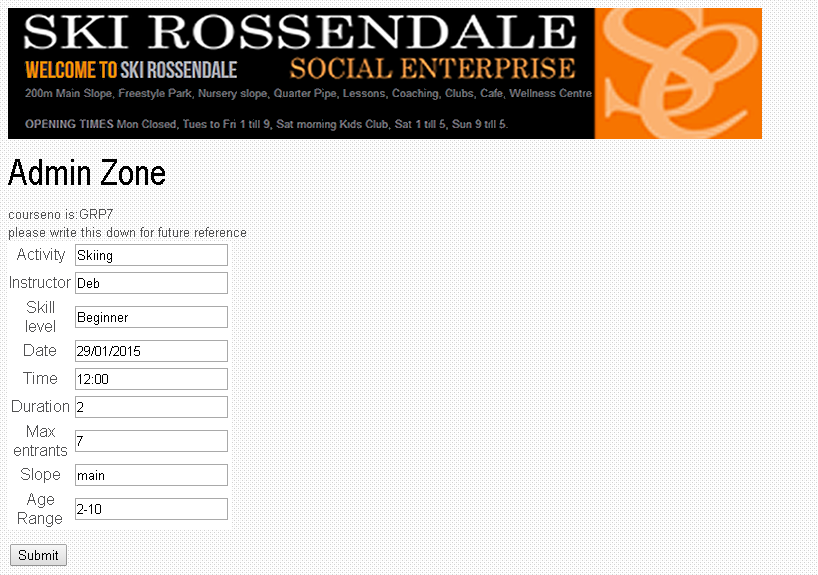 SKI ROSSENDALE
WELCOME TO SKI ROSSENDALE
SOCIAL ENTERPRISE
200m Main Slope, Freestyle Park, Nursery slope, Quarter Pipe, Lessons, Coaching, Clubs, Cafe, Wellness Centre
OPENING TIMES Mon Closed, Tues to Fri 1 till 9, Sat morning Kids Club, Sat 1 till 5, Sun 9 till 5.
se
Admin Zone
courseno is:GRP7
please write this down for future reference
Activity Skiing
Instructor Deb
Skill
level Beginner
Date 29/01/2015
Time 12:00
Duration 2
Max
entrants 7
Slope main
Age
Range 2-10
Submit